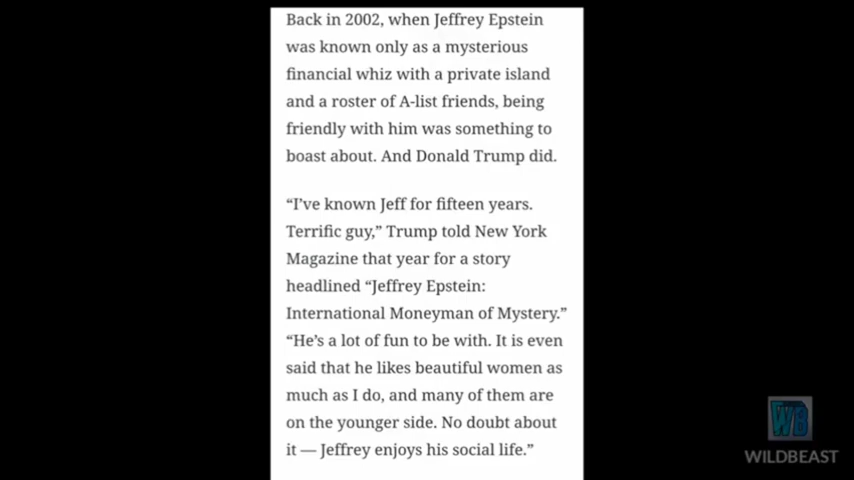 Back in 2002, when Jeffrey Epstein
was known only as a mysterious
financial whiz with a private island
and a roster of A-list friends, being
friendly with him was something to
boast about. And Donald Trump did.
“I’ve known Jeff for fifteen years.
Terrific guy,” Trump told New York
Magazine that year for a story
headlined “Jeffrey Epstein:
International Moneyman of Mystery.”
“He’s a lot of fun to be with. It is even
said that he likes beautiful women as
much as I do, and many of them are
on the younger side. No doubt about
it — Jeffrey enjoys his social life.”
WB
WILDBEAST